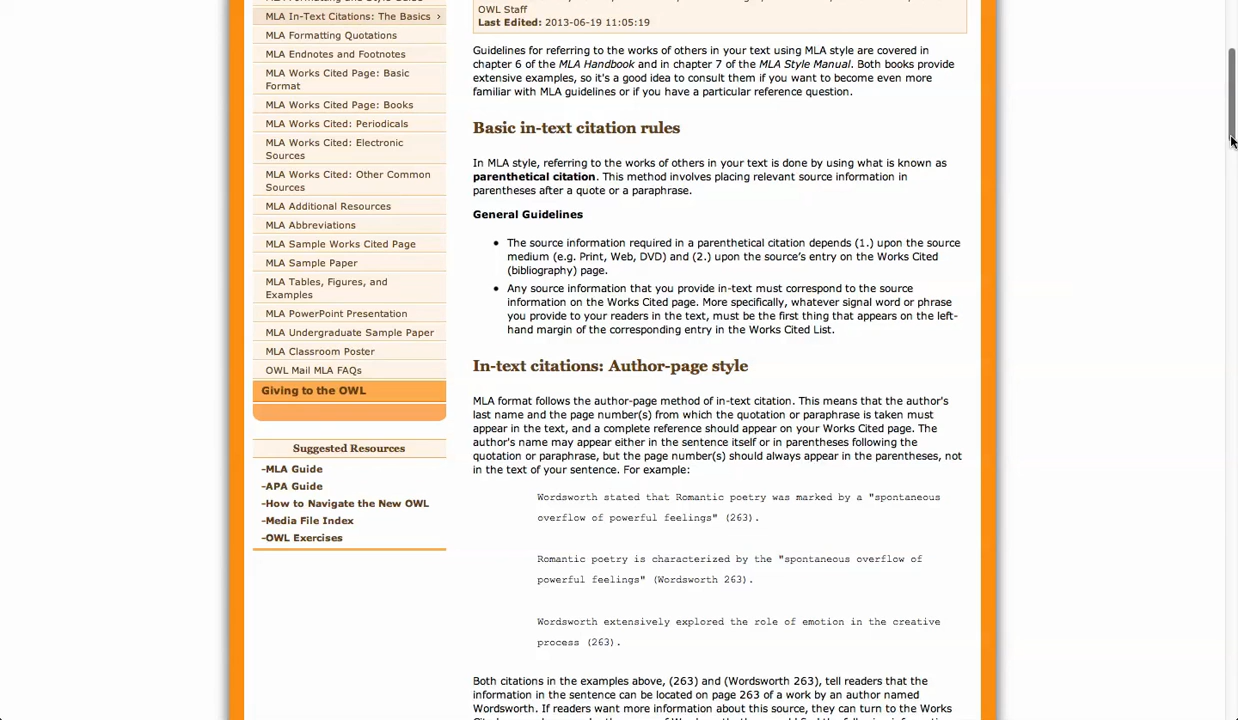 MLA In-Text Citations: The Basics ›
MLA Formatting Quotations
MLA Endnotes and Footnotes
MLA Works Cited Page: Basic
Format
MLA Works Cited Page: Books
MLA Works Cited: Periodicals
MLA Works Cited: Electronic
Sources
MLA Works Cited: Other Common
Sources
MLA Additional Resources
MLA Abbreviations
MLA Sample Works Cited Page
MLA Sample Paper
MLA Tables, Figures, and
Examples
MLA PowerPoint Presentation
MLA Undergraduate Sample Paper
MLA Classroom Poster
OWL Mail MLA FAQs
Giving to the OWL
Suggested Resources
-MLA Guide
-APA Guide
-How to Navigate the New OWL
-Media File Index
-OWL Exercises
OWL Staff
Last Edited: 2013-06-19 11:05:19
Guidelines for referring to the works of others in your text using MLA style are covered in
chapter 6 of the MLA Handbook and in chapter 7 of the MLA Style Manual. Both books provide
extensive examples, so it's a good idea to consult them if you want to become even more
familiar with MLA guidelines or if you have a particular reference question.
Basic in-text citation rules
In MLA style, referring to the works of others in your text is done by using what is known as
parenthetical citation. This method involves placing relevant source information in
parentheses after a quote or a paraphrase.
General Guidelines
• The source information required in a parenthetical citation depends (1.) upon the source
medium (e.g. Print, Web, DVD) and (2.) upon the source's entry on the Works Cited
(bibliography) page.
• Any source information that you provide in-text must correspond to the source
information on the Works Cited page. More specifically, whatever signal word or phrase
you provide to your readers in the text, must be the first thing that appears on the left-
hand margin of the corresponding entry in the Works Cited List.
In-text citations: Author-page style
MLA format follows the author-page method of in-text citation. This means that the author's
last name and the page number(s) from which the quotation or paraphrase is taken must
appear in the text, and a complete reference should appear on your Works Cited page. The
author's name may appear either in the sentence itself or in parentheses following the
quotation or paraphrase, but the page number(s) should always appear in the parentheses, not
in the text of your sentence. For example:
Wordsworth stated that Romantic poetry was marked by a "spontaneous
overflow of powerful feelings" (263).
Romantic poetry is characterized by the "spontaneous overflow of
powerful feelings" (Wordsworth 263).
Wordsworth extensively explored the role of emotion in the creative
process (263).
Both citations in the examples above, (263) and (Wordsworth 263), tell readers that the
information in the sentence can be located on page 263 of a work by an author named
Wordsworth. If readers want more information about this source, they can turn to the Works